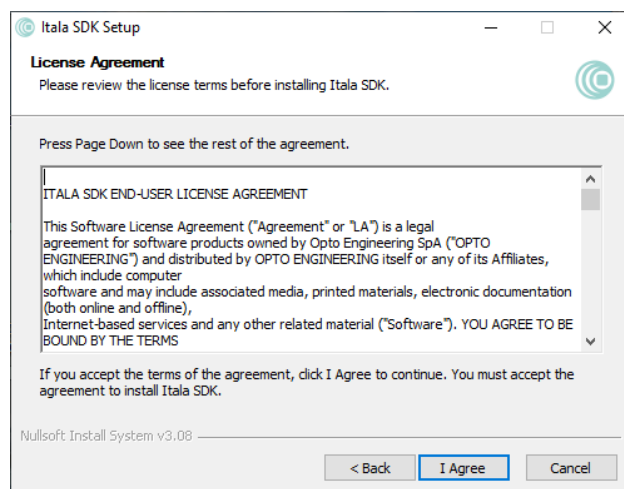 Itala SDK Setup
License Agreement
Please review the license terms before installing Itala SDK.
Press Page Down to see the rest of the agreement.
ITALA SDK END-USER LICENSE AGREEMENT
This Software License Agreement ("Agreement" or "LA") is a legal
agreement for software products owned by Opto Engineering SpA ("OPTO
ENGINEERING") and distributed by OPTO ENGINEERING itself or any of its Affiliates,
which include computer
software and may include associated media, printed materials, electronic documentation
(both online and offline),
Internet-based services and any other related material ("Software"). YOU AGREE TO BE
BOUND BY THE TERMS
If you accept the terms of the agreement, click I Agree to continue. You must accept the
agreement to install Itala SDK.
Nullsoft Install System v3.08
< Back I Agree Cancel